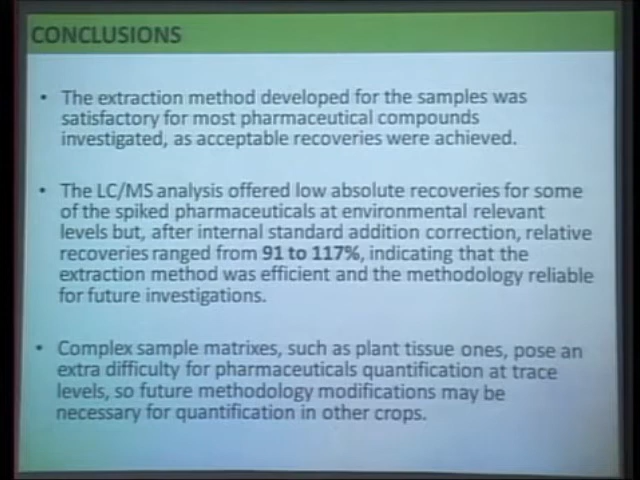 CONCLUSIONS
• The extraction method developed for the samples was
satisfactory for most pharmaceutical compounds
investigated, as acceptable recoveries were achieved.
• The LC/MS analysis offered low absolute recoveries for some
of the spiked pharmaceuticals at environmental relevant
levels but, after internal standard addition correction, relative
recoveries ranged from 91 to 117%, indicating that the
extraction method was efficient and the methodology reliable
for future investigations.
• Complex sample matrixes, such as plant tissue ones, pose an
extra difficulty for pharmaceuticals quantification at trace
levels, so future methodology modifications may be
necessary for quantification in other crops.